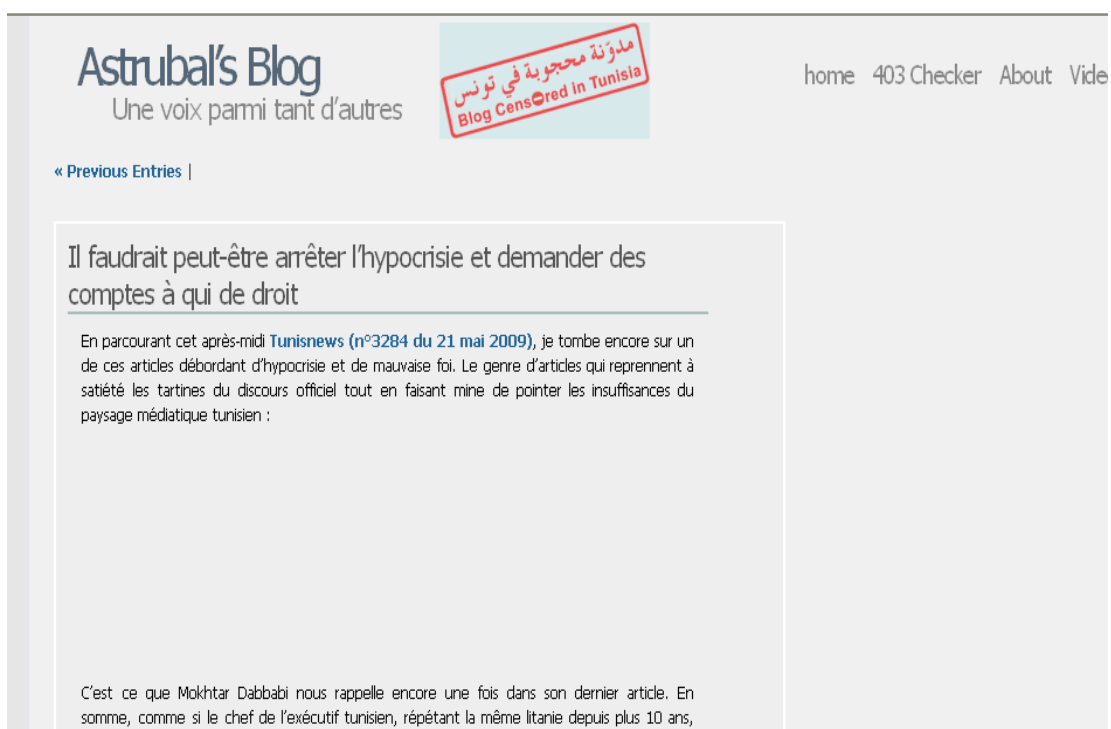 Astrubal's Blog
Une voix parmi tant d'autres
مدوّنة محجوبة في تونس
Blog Censored in Tunisia
home 403 Checker About
« Previous Entries |
Il faudrait peut-être arrêter l'hypocrisie et demander des
comptes à qui de droit
En parcourant cet après-midi Tunisnews (n°3284 du 21 mai 2009), je tombe encore sur un
de ces articles débordant d'hypocrisie et de mauvaise foi. Le genre d'articles qui reprennent à
satiété les tartines du discours officiel tout en faisant mine de pointer les insuffisances du
paysage médiatique tunisien :
C'est ce que Mokhtar Dabbabi nous rappelle encore une fois dans son dernier article. En
somme, comme si le chef de l'exécutif tunisien, répétant la même litanie depuis plus 10 ans,